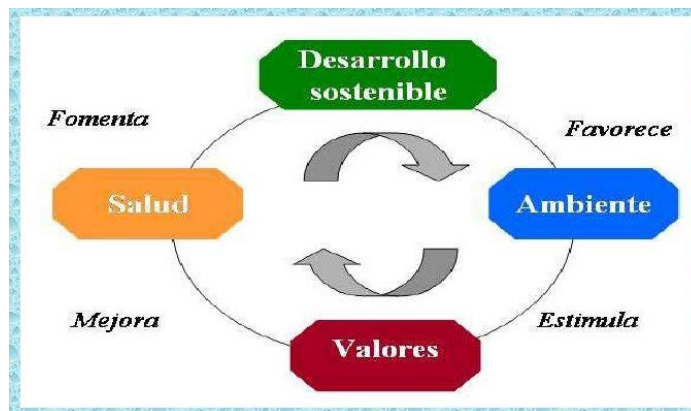 Desarrollo
sostenible
Fomenta
Favorece
Salud
Ambiente
Mejora
Estimula
Valores